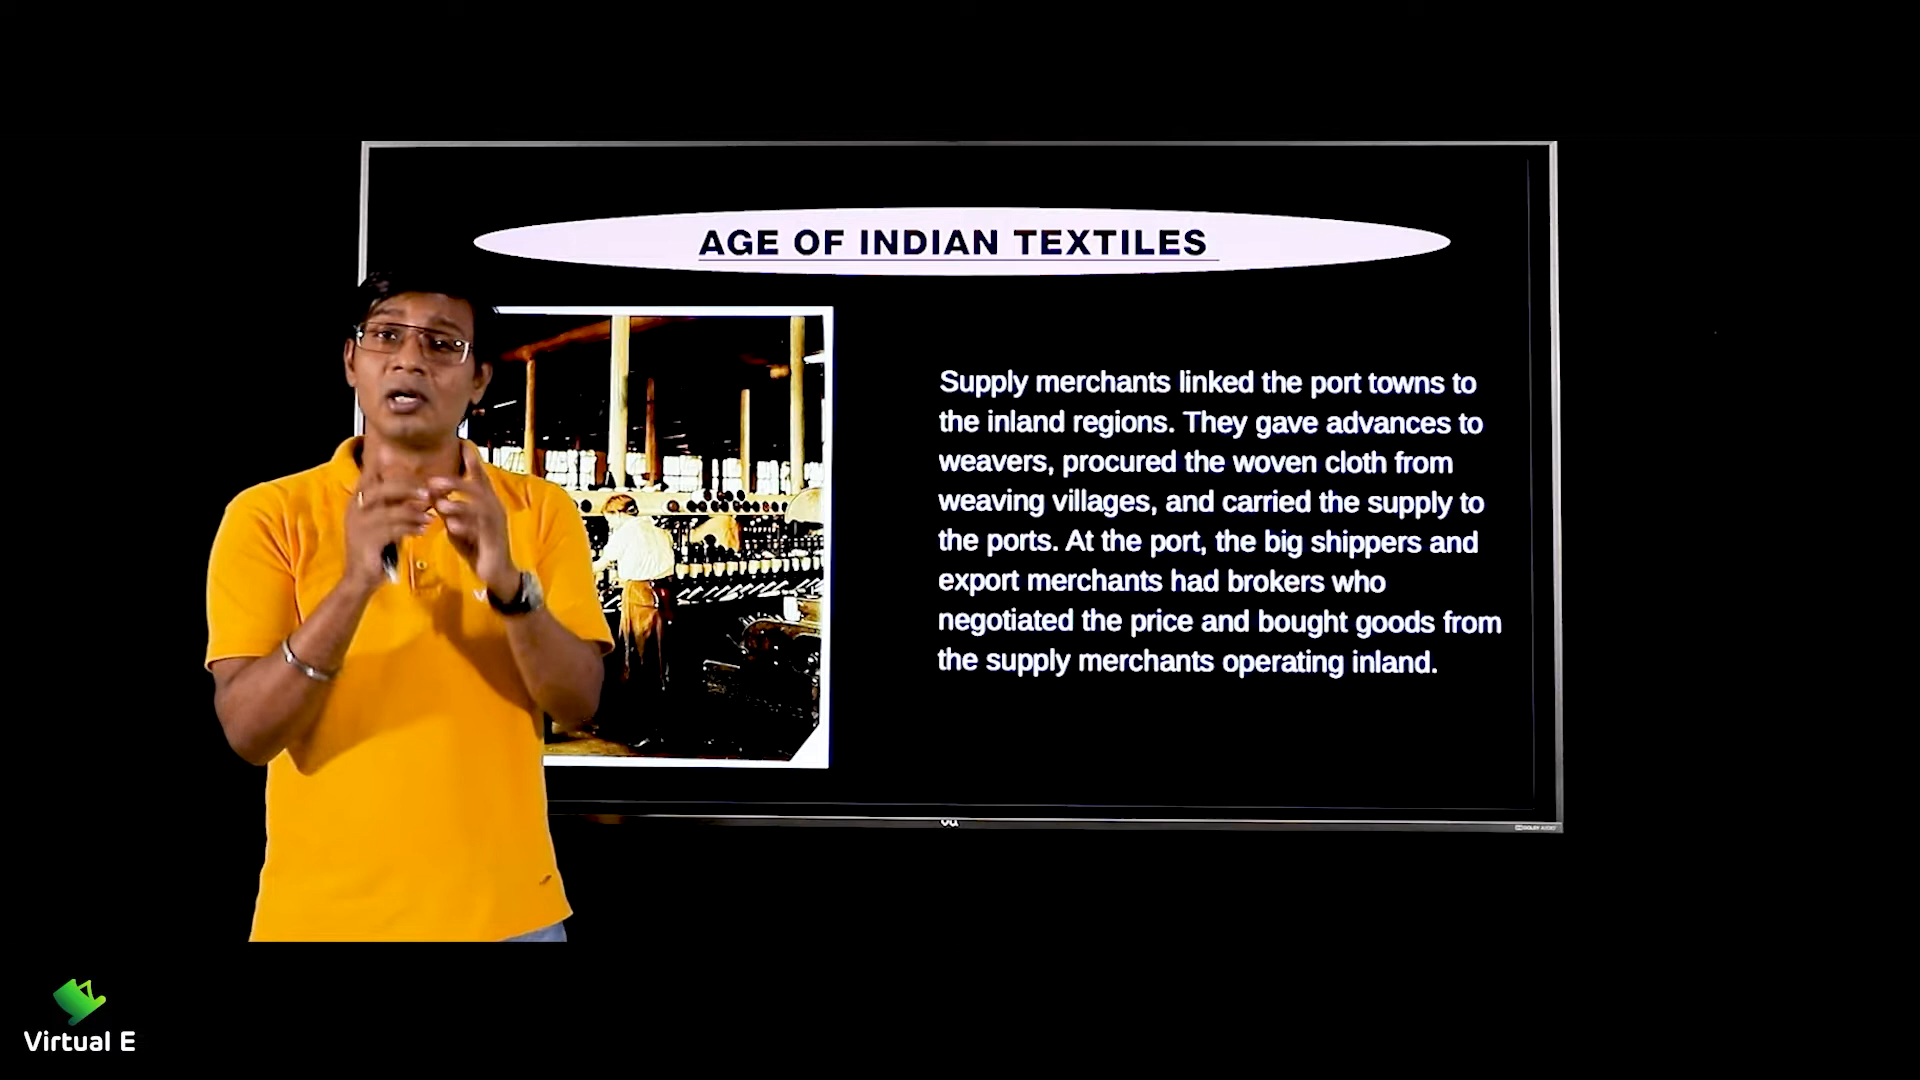 AGE OF INDIAN TEXTILES
Supply merchants linked the port towns to
the inland regions. They gave advances to
weavers, procured the woven cloth from
weaving villages, and carried the supply to
the ports. At the port, the big shippers and
export merchants had brokers who
negotiated the price and bought goods from
the supply merchants operating inland.
Virtual E